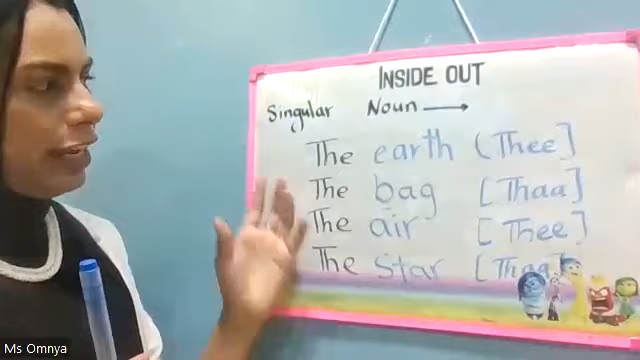 INSIDE OUT
Singular Noun
The earth (Thee]
The bag [Thaa]
The air [Thee]
The Star [Thaa]
Ms Omnya